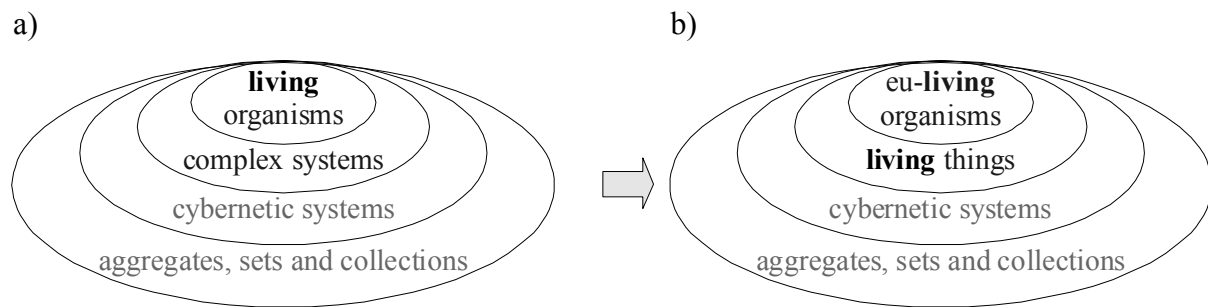 a)
living
organisms
complex systems
cybernetic systems
aggregates, sets and collections
b)
eu-living
organisms
living things
cybernetic systems
aggregates, sets and collections